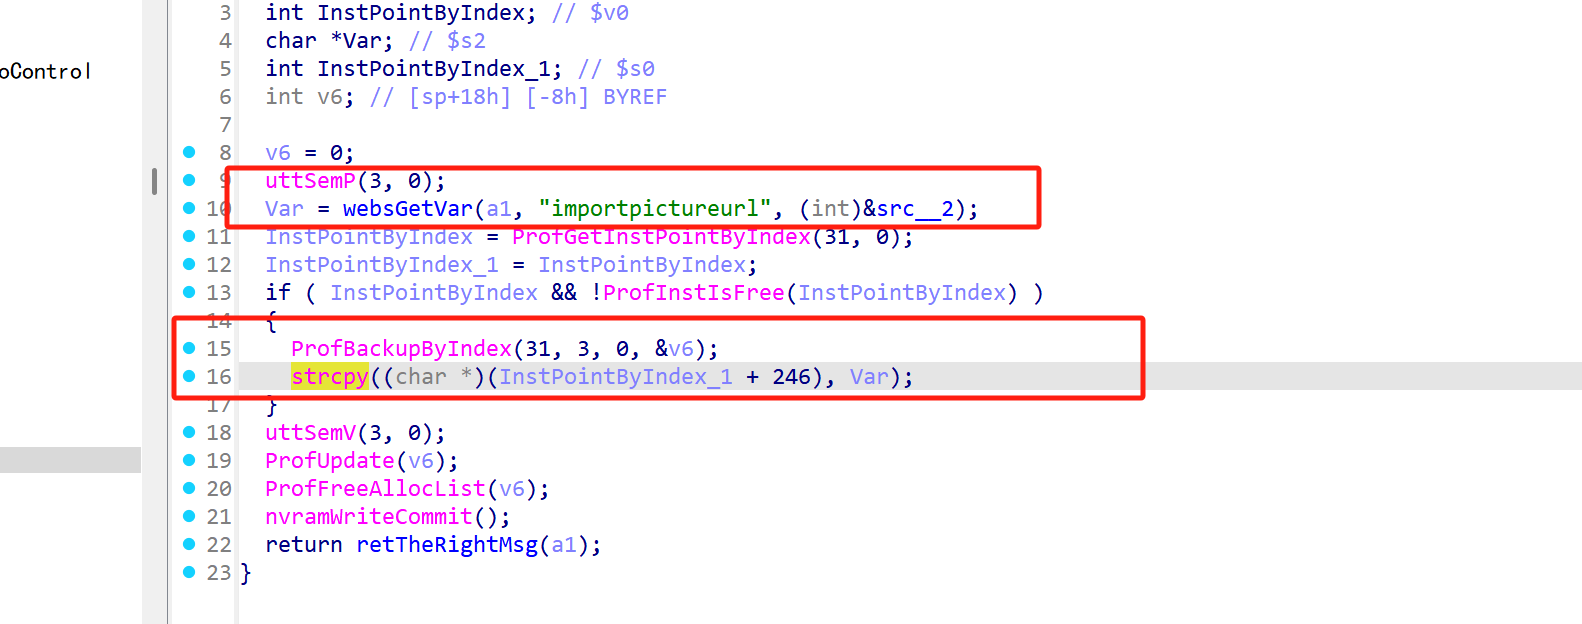 oControl
3 int InstPointByIndex; // $v0
4 char *Var; // $s2
5 int InstPointByIndex_1; // $s0
6 int v6; // [sp+18h] [-8h] BYREF
7
8 v6 = 0;
9 uttSemP(3, 0);
10 Var = websGetVar(a1, "importpictureurl", (int)&src__2);
11 InstPointByIndex = ProfGetInstPointByIndex(31, 0);
12 InstPointByIndex_1 = InstPointByIndex;
13 if ( InstPointByIndex && !ProfInstIsFree(InstPointByIndex) )
14 {
15 ProfBackupByIndex(31, 3, 0, &v6);
16 strcpy((char *)(InstPointByIndex_1 + 246), Var);
17 }
18 uttSemV(3, 0);
19 ProfUpdate(v6);
20 ProfFreeAllocList(v6);
21 nvramWriteCommit();
22 return retTheRightMsg(a1);
23 }